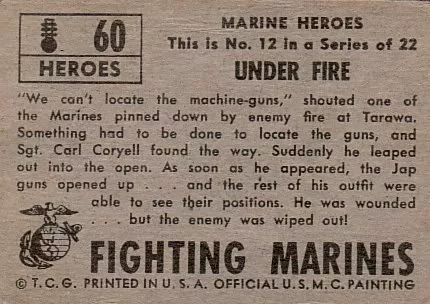 60
HEROES
MARINE HEROES
This is No. 12 in a Series of 22
UNDER FIRE
"We can't locate the machine-guns," shouted one of
the Marines pinned down by enemy fire at Tarawa.
Something had to be done to locate the guns, and
Sgt. Carl Coryell found the way. Suddenly he leaped
out into the open. As soon as he appeared, the Jap
guns opened up . . . and the rest of his outfit were
able to see their positions. He was wounded
. . . but the enemy was wiped out!
FIGHTING MARINES
© T.C.G. PRINTED IN U.S.A. OFFICIAL U.S.M.C. PAINTING